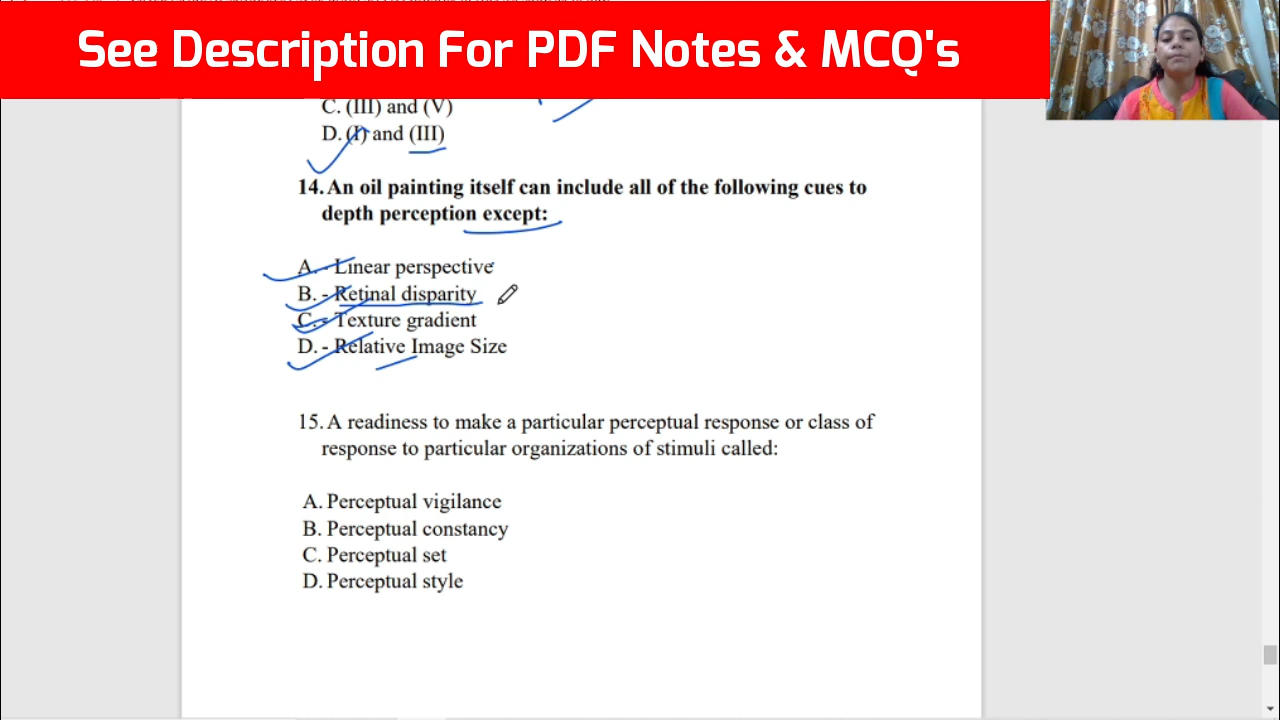 See Description For PDF Notes & MCQ's
C. (III) and (V)
D. (I) and (III)
14. An oil painting itself can include all of the following cues to
depth perception except:
A. - Linear perspective
B. - Retinal disparity
C. - Texture gradient
D. - Relative Image Size
15. A readiness to make a particular perceptual response or class of
response to particular organizations of stimuli called:
A. Perceptual vigilance
B. Perceptual constancy
C. Perceptual set
D. Perceptual style